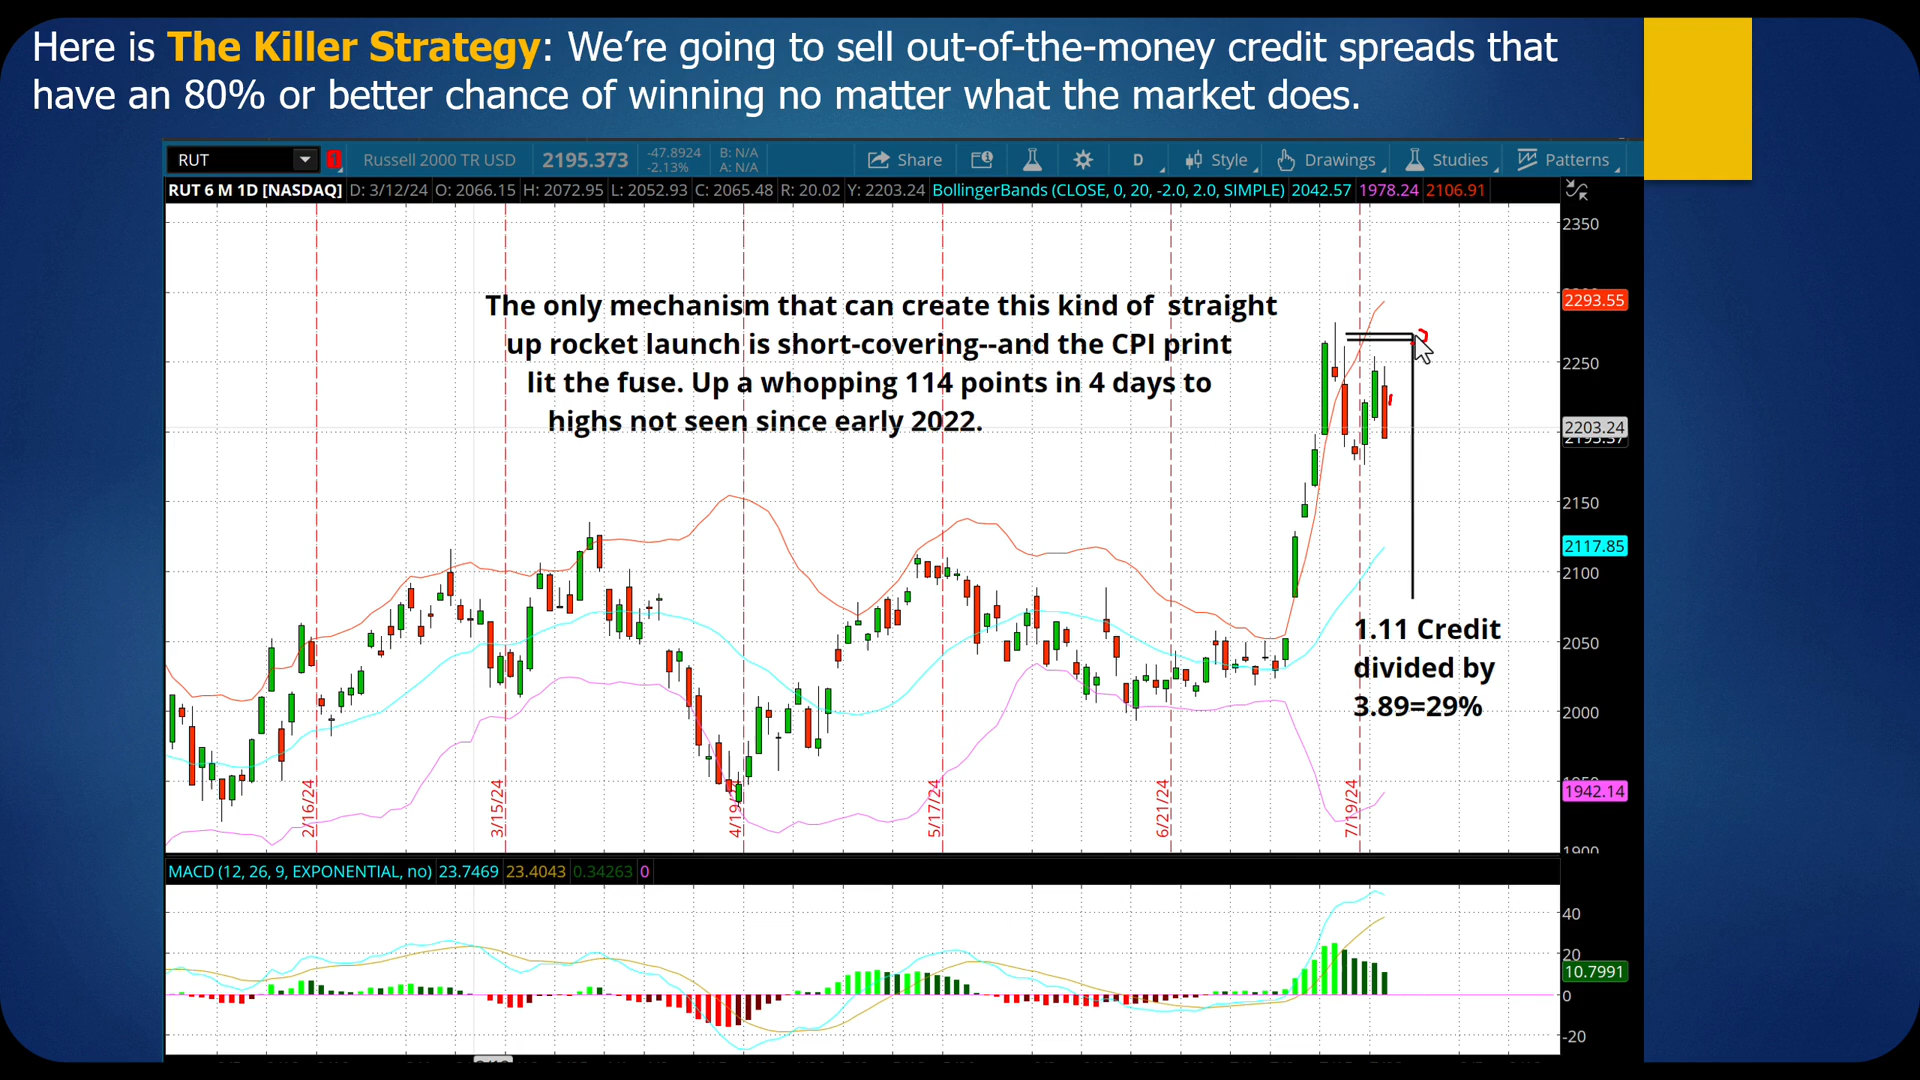 Here is The Killer Strategy: We're going to sell out-of-the-money credit spreads that
have an 80% or better chance of winning no matter what the market does.
RUT
Russell 2000 TR USD 2195.373 -47.8924 B: N/A
-2.13% A: N/A
Share D Style Drawings Studies Patterns
RUT 6 M 1D [NASDAQ] D: 3/12/24 O: 2066.15 H: 2072.95 L: 2052.93 C: 2065.48 R: 20.02 Y: 2203.24 BollingerBands (CLOSE, 0, 20, -2.0, 2.0, SIMPLE) 2042.57 1978.24 2106.91
2350
2293.55
The only mechanism that can create this kind of straight
up rocket launch is short-covering--and the CPI print
lit the fuse. Up a whopping 114 points in 4 days to
highs not seen since early 2022.
2250
2203.24
2150
2117.85
2100
2050
1.11 Credit
divided by
3.89=29%
2000
1942.14
2/16/24 3/15/24 4/19/24 5/17/24 6/21/24 7/19/24
1900
MACD (12, 26, 9, EXPONENTIAL, no) 23.7469 23.4043 0.34263 0
40
20
10.7991
0
-20